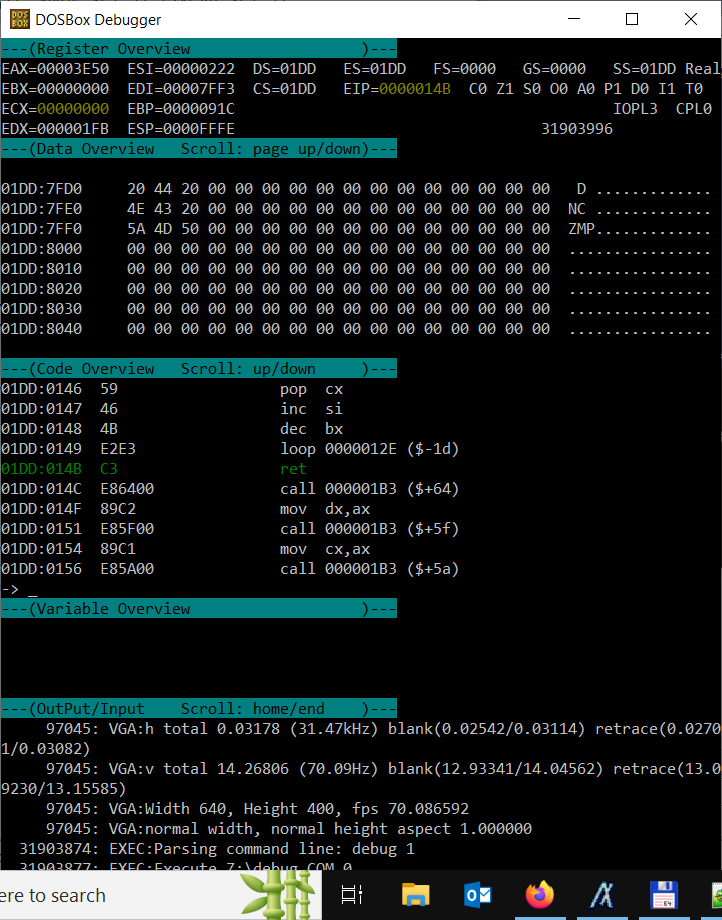 DOSBox Debugger
---(Register Overview                   )---
EAX=00003E50  ESI=00000222  DS=01DD   ES=01DD   FS=0000   GS=0000   SS=01DD Real
EBX=00000000  EDI=00007FF3  CS=01DD   EIP=0000014B  C0 Z1 S0 O0 A0 P1 D0 I1 T0
ECX=00000000  EBP=0000091C                                          IOPL3  CPL0
EDX=000001FB  ESP=0000FFFE                                  31903996
---(Data Overview   Scroll: page up/down)---
01DD:7FD0     20 44 20 00 00 00 00 00 00 00 00 00 00 00 00 00   D .............
01DD:7FE0     4E 43 20 00 00 00 00 00 00 00 00 00 00 00 00 00  NC .............
01DD:7FF0     5A 4D 50 00 00 00 00 00 00 00 00 00 00 00 00 00  ZMP.............
01DD:8000     00 00 00 00 00 00 00 00 00 00 00 00 00 00 00 00  ................
01DD:8010     00 00 00 00 00 00 00 00 00 00 00 00 00 00 00 00  ................
01DD:8020     00 00 00 00 00 00 00 00 00 00 00 00 00 00 00 00  ................
01DD:8030     00 00 00 00 00 00 00 00 00 00 00 00 00 00 00 00  ................
01DD:8040     00 00 00 00 00 00 00 00 00 00 00 00 00 00 00 00  ................
---(Code Overview   Scroll: up/down     )---
01DD:0146  59                  pop  cx
01DD:0147  46                  inc  si
01DD:0148  4B                  dec  bx
01DD:0149  E2E3                loop 0000012E ($-1d)
01DD:014B  C3                  ret
01DD:014C  E86400              call 000001B3 ($+64)
01DD:014F  89C2                mov  dx,ax
01DD:0151  E85F00              call 000001B3 ($+5f)
01DD:0154  89C1                mov  cx,ax
01DD:0156  E85A00              call 000001B3 ($+5a)
-> _
---(Variable Overview                   )---
---(OutPut/Input    Scroll: home/end    )---
97045: VGA:h total 0.03178 (31.47kHz) blank(0.02542/0.03114) retrace(0.0270
1/0.03082)
97045: VGA:v total 14.26806 (70.09Hz) blank(12.93341/14.04562) retrace(13.0
9230/13.15585)
97045: VGA:Width 640, Height 400, fps 70.086592
97045: VGA:normal width, normal height aspect 1.000000
31903874: EXEC:Parsing command line: debug 1
31903877: EXEC:Execute Z:\debug.COM 0
ere to search